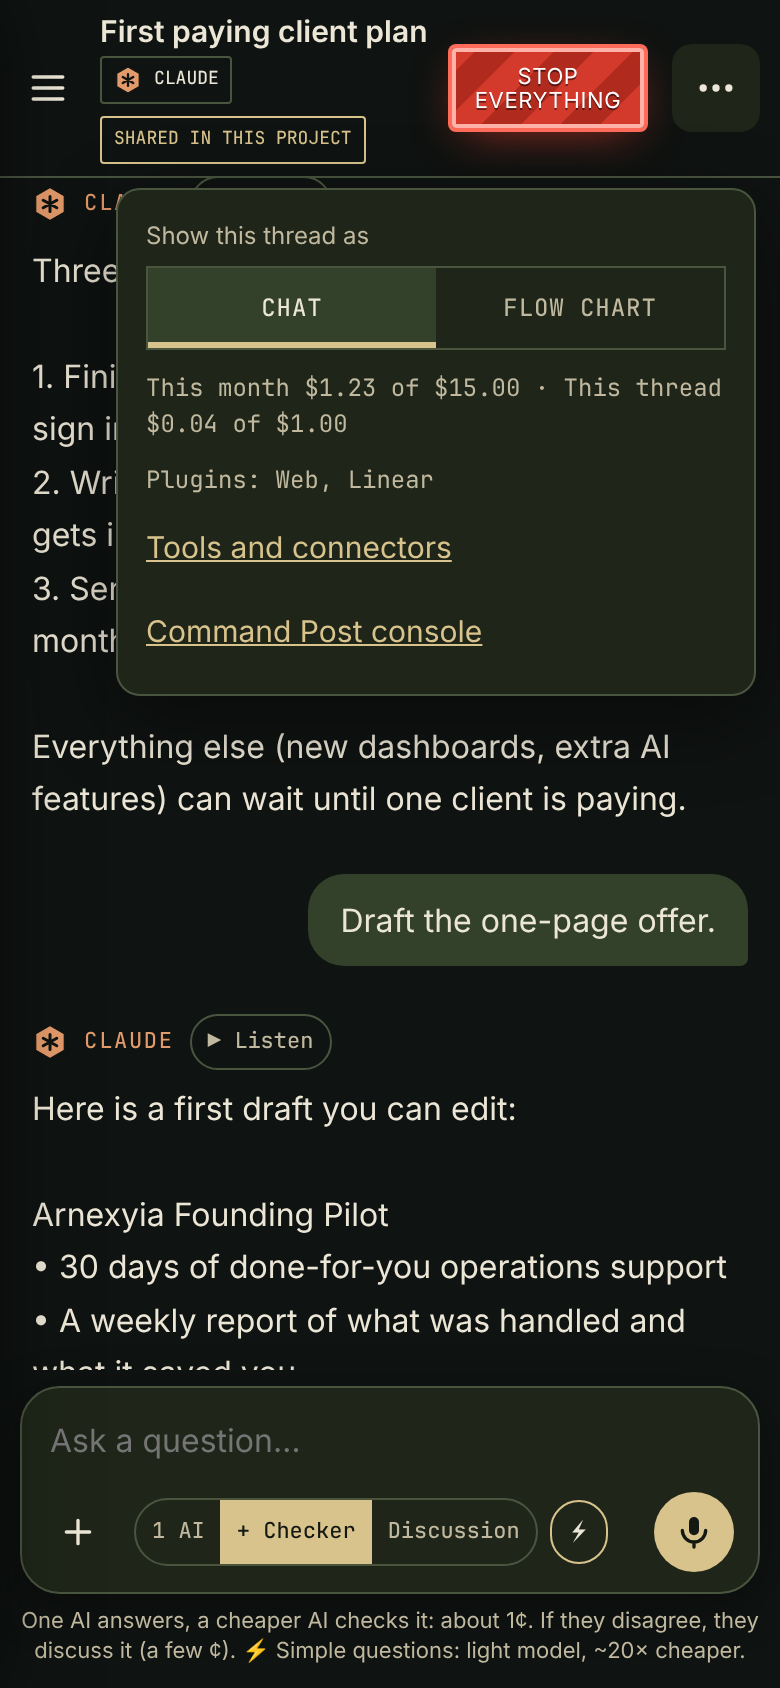 First paying client plan
CLAUDE
SHARED IN THIS PROJECT
STOP
EVERYTHING
CLA
Three
1. Fini
sign i
2. Wri
gets i
3. Ser
month
Show this thread as
CHAT
FLOW CHART
This month $1.23 of $15.00 · This thread
$0.04 of $1.00
Plugins: Web, Linear
Tools and connectors
Command Post console
Everything else (new dashboards, extra AI
features) can wait until one client is paying.
Draft the one-page offer.
CLAUDE ▶ Listen
Here is a first draft you can edit:
Arnexyia Founding Pilot
• 30 days of done-for-you operations support
• A weekly report of what was handled and
what it saved you
Ask a question...
1 AI + Checker Discussion
One AI answers, a cheaper AI checks it: about 1¢. If they disagree, they
discuss it (a few ¢). ⚡ Simple questions: light model, ~20× cheaper.